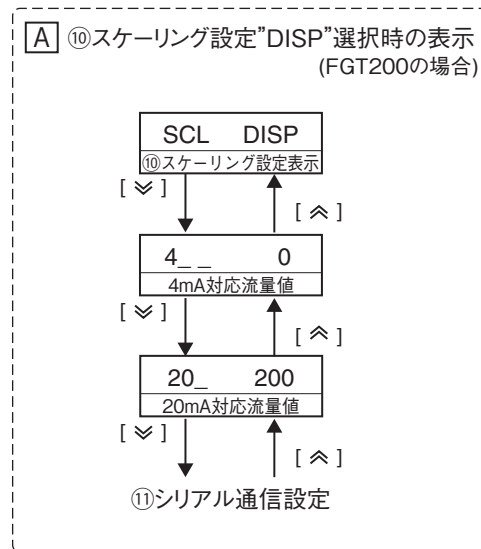 A ⑩スケーリング設定”DISP”選択時の表示
(FGT200の場合)
SCL DISP
⑩スケーリング設定表示
[ ≫ ]
[ ≪ ]
4_ _ 0
4mA対応流量値
[ ≫ ]
[ ≪ ]
20_ 200
20mA対応流量値
[ ≫ ]
[ ≪ ]
⑪シリアル通信設定